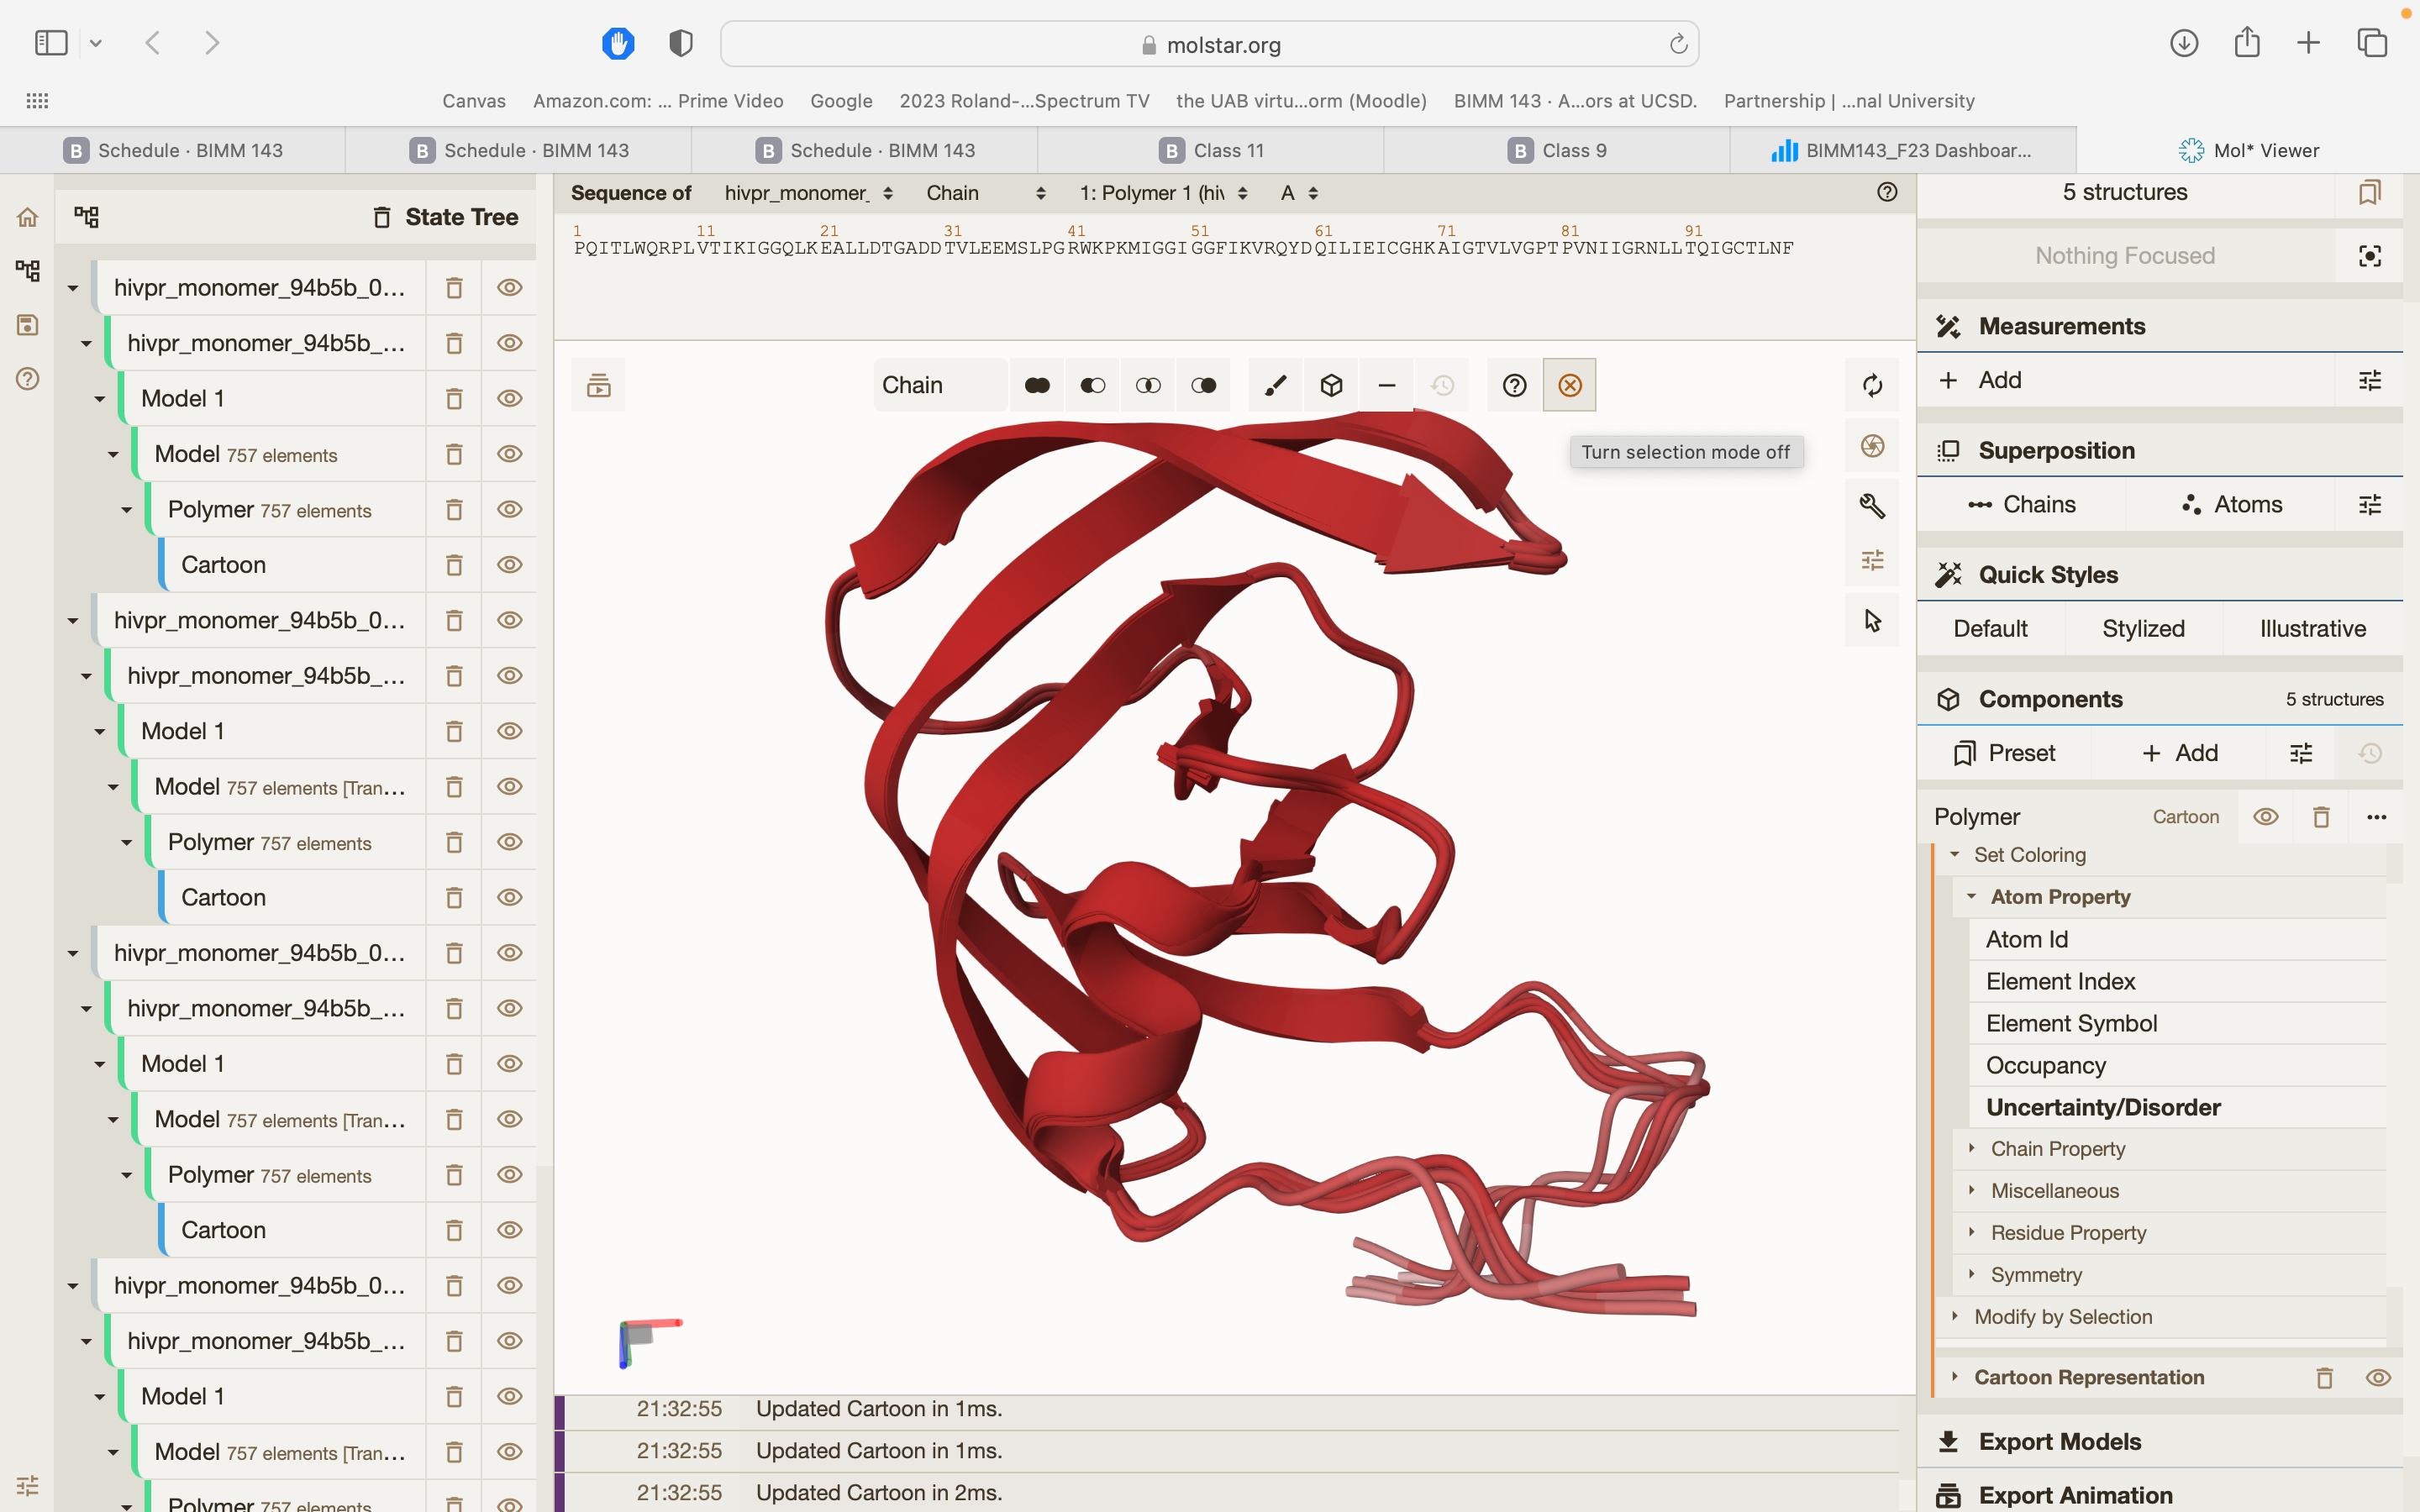 molstar.org
Canvas Amazon.com: ... Prime Video Google 2023 Roland-...Spectrum TV the UAB virtu...orm (Moodle) BIMM 143 · A...ors at UCSD. Partnership | ...nal University
B Schedule · BIMM 143 B Schedule · BIMM 143 B Schedule · BIMM 143 B Class 11 B Class 9 BIMM143_F23 Dashboar... Mol* Viewer
State Tree
hivpr_monomer_94b5b_0...
hivpr_monomer_94b5b_...
Model 1
Model 757 elements
Polymer 757 elements
Cartoon
hivpr_monomer_94b5b_0...
hivpr_monomer_94b5b_...
Model 1
Model 757 elements [Tran...
Polymer 757 elements
Cartoon
hivpr_monomer_94b5b_0...
hivpr_monomer_94b5b_...
Model 1
Model 757 elements [Tran...
Polymer 757 elements
Cartoon
hivpr_monomer_94b5b_0...
hivpr_monomer_94b5b_...
Model 1
Model 757 elements [Tran...
Polymer 757 elements
Sequence of hivpr_monomer_ Chain 1: Polymer 1 (hiv A
1 11 21 31 41 51 61 71 81 91
PQITLWQRPLVTIKIGGQLKEALLDTGADDTVLEEMSLPGRWKPKMIGGIGGFIKVRQYDQILIEICGHKAIGTVLVGPTPVNIIGRNLLTQIGCTLNF
Chain
Turn selection mode off
21:32:55 Updated Cartoon in 1ms.
21:32:55 Updated Cartoon in 1ms.
21:32:55 Updated Cartoon in 2ms.
5 structures
Nothing Focused
Measurements
+ Add
Superposition
Chains Atoms
Quick Styles
Default Stylized Illustrative
Components 5 structures
Preset + Add
Polymer Cartoon
Set Coloring
Atom Property
Atom Id
Element Index
Element Symbol
Occupancy
Uncertainty/Disorder
Chain Property
Miscellaneous
Residue Property
Symmetry
Modify by Selection
Cartoon Representation
Export Models
Export Animation